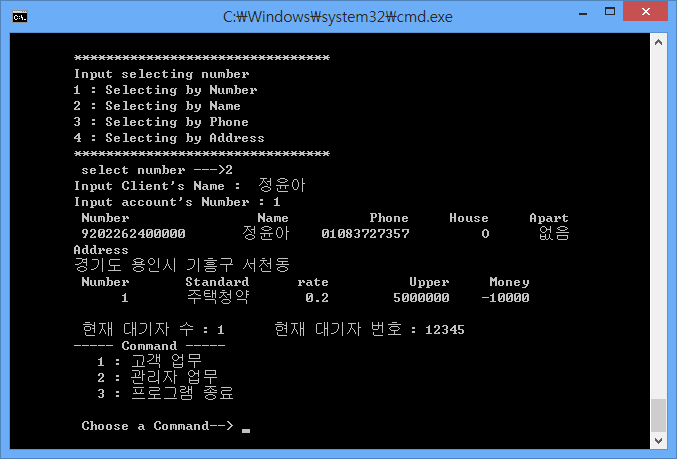 C:₩Windows₩system32₩cmd.exe
*******************************
Input selecting number
1 : Selecting by Number
2 : Selecting by Name
3 : Selecting by Phone
4 : Selecting by Address
*******************************
select number --->2
Input Client's Name : 정윤아
Input account's Number : 1
Number Name Phone House Apart
9202262400000 정윤아 01083727357 O 없음
Address
경기도 용인시 기흥구 서천동
Number Standard rate Upper Money
1 주택청약 0.2 5000000 -10000
현재 대기자 수 : 1 현재 대기자 번호 : 12345
----- Command -----
1 : 고객 업무
2 : 관리자 업무
3 : 프로그램 종료
Choose a Command--> _